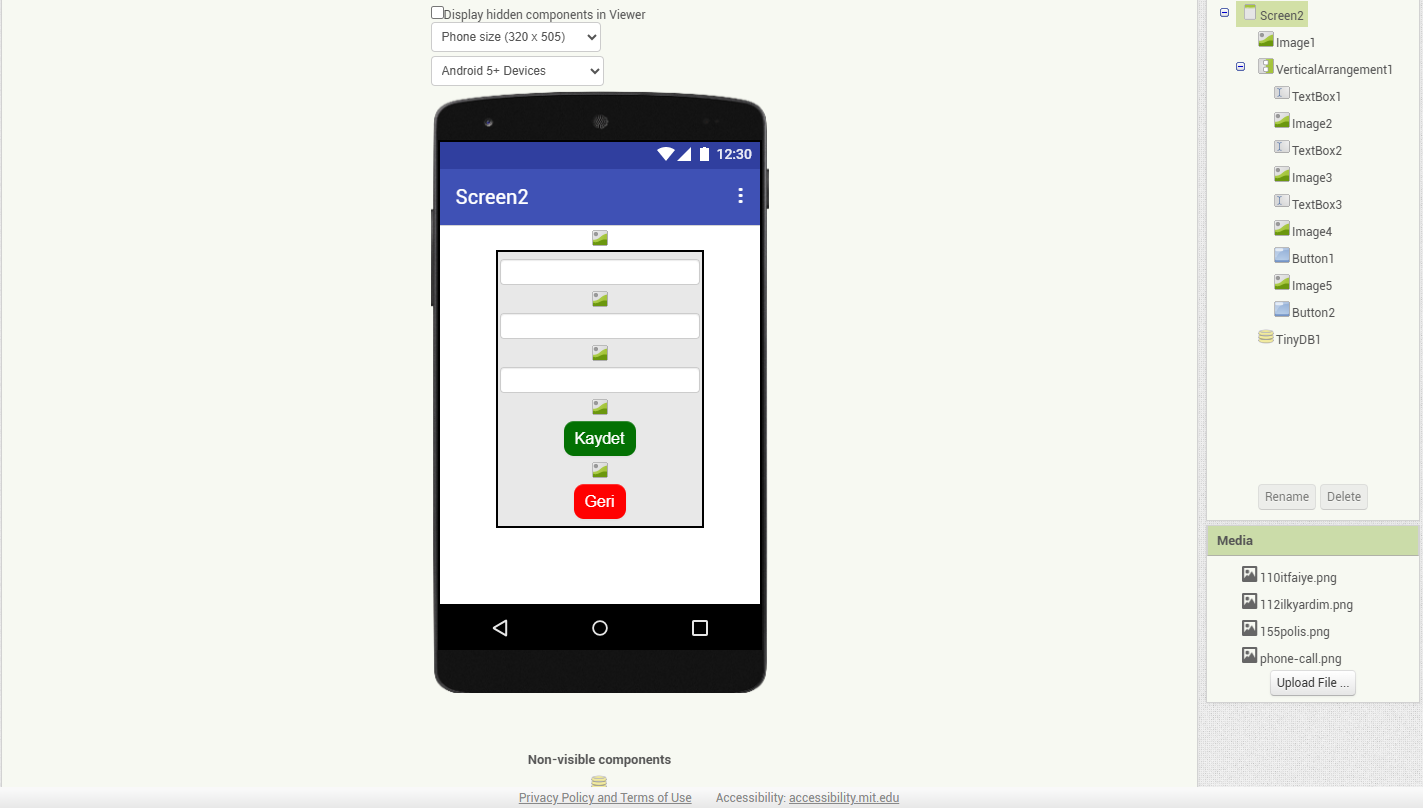 Display hidden components in Viewer
Phone size (320 x 505)
Android 5+ Devices
12:30
Screen2
Kaydet
Geri
Non-visible components
Screen2
Image1
VerticalArrangement1
TextBox1
Image2
TextBox2
Image3
TextBox3
Image4
Button1
Image5
Button2
TinyDB1
Rename Delete
Media
110itfaiye.png
112ilkyardim.png
155polis.png
phone-call.png
Upload File ...
Privacy Policy and Terms of Use Accessibility: accessibility.mit.edu